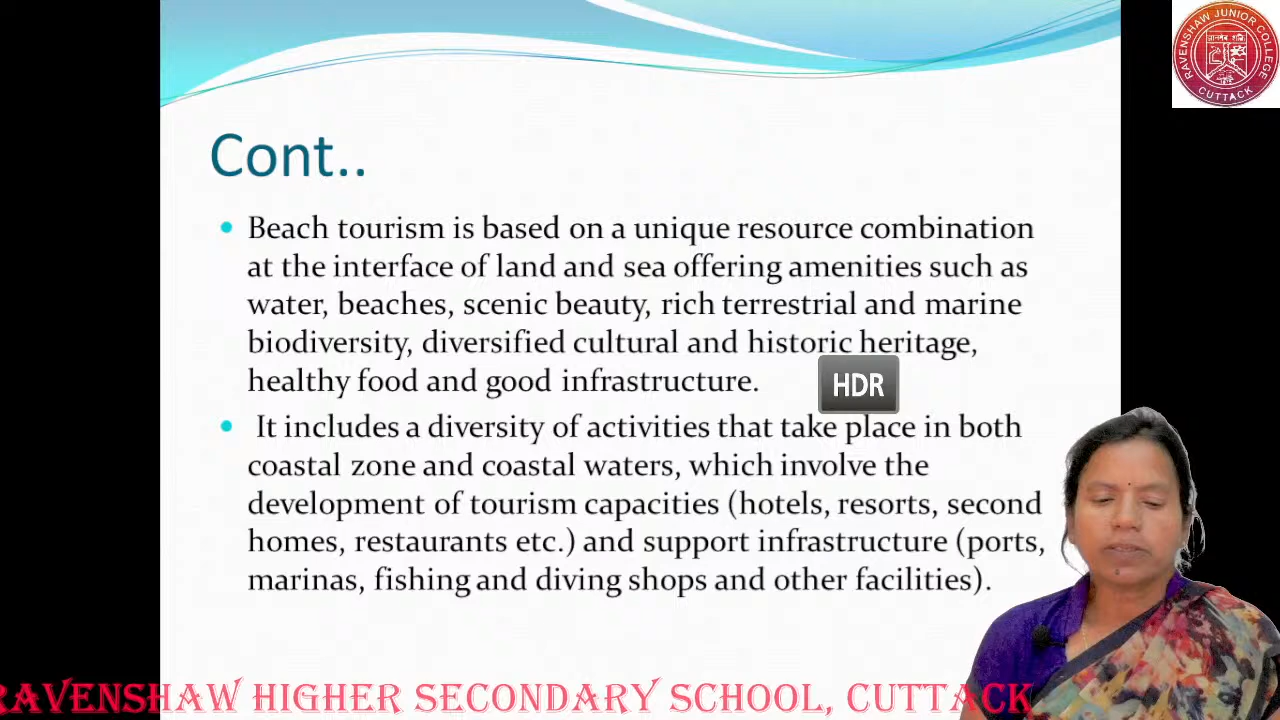 RAVENSHAW JUNIOR COLLEGE
CUTTACK
Cont..
Beach tourism is based on a unique resource combination
at the interface of land and sea offering amenities such as
water, beaches, scenic beauty, rich terrestrial and marine
biodiversity, diversified cultural and historic heritage,
healthy food and good infrastructure.
HDR
It includes a diversity of activities that take place in both
coastal zone and coastal waters, which involve the
development of tourism capacities (hotels, resorts, second
homes, restaurants etc.) and support infrastructure (ports,
marinas, fishing and diving shops and other facilities).
RAVENSHAW HIGHER SECONDARY SCHOOL, CUTTACK